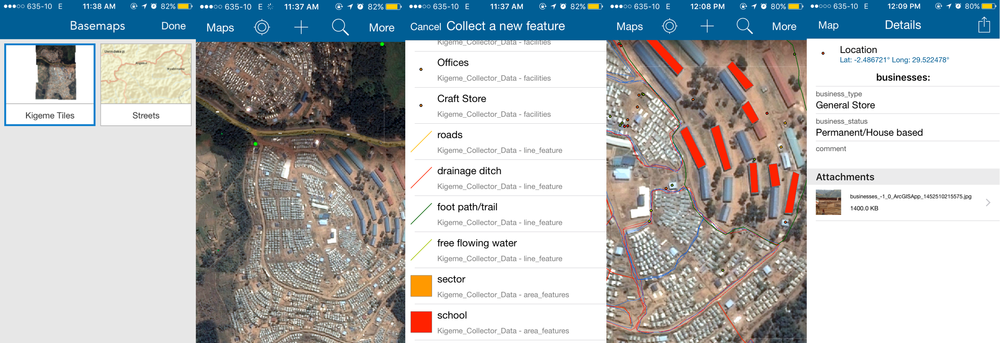 635-10 E 11:38 AM 82%
Basemaps Done
Uwindekezi
Kigeme
Nyabivumu
Kigeme Tiles
Streets
635-10 E 11:37 AM 82%
Maps More
635-10 E 11:37 AM 82%
Cancel Collect a new feature
Kigeme_Collector_Data - facilities
Offices
Kigeme_Collector_Data - facilities
Craft Store
Kigeme_Collector_Data - facilities
roads
Kigeme_Collector_Data - line_feature
drainage ditch
Kigeme_Collector_Data - line_feature
foot path/trail
Kigeme_Collector_Data - line_feature
free flowing water
Kigeme_Collector_Data - line_feature
sector
Kigeme_Collector_Data - area_features
school
Kigeme_Collector_Data - area_features
635-10 E 12:08 PM 80%
Maps More
635-10 E 12:09 PM 80%
Map Details
Location
Lat: -2.486721° Long: 29.522478°
businesses:
business_type
General Store
business_status
Permanent/House based
comment
Attachments
businesses_-1_0_ArcGISApp_1452510215575.jpg
1400.0 KB